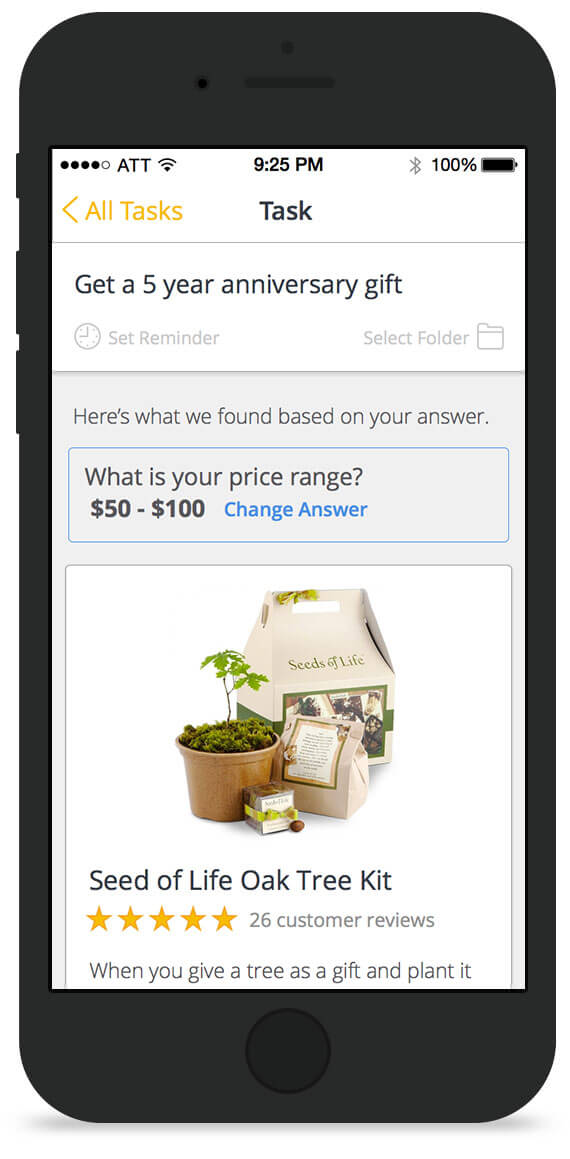 ATT 9:25 PM 100%
All Tasks Task
Get a 5 year anniversary gift
Set Reminder Select Folder
Here’s what we found based on your answer.
What is your price range?
$50 - $100 Change Answer
Seeds of Life
Seed of Life Oak Tree Kit
26 customer reviews
When you give a tree as a gift and plant it